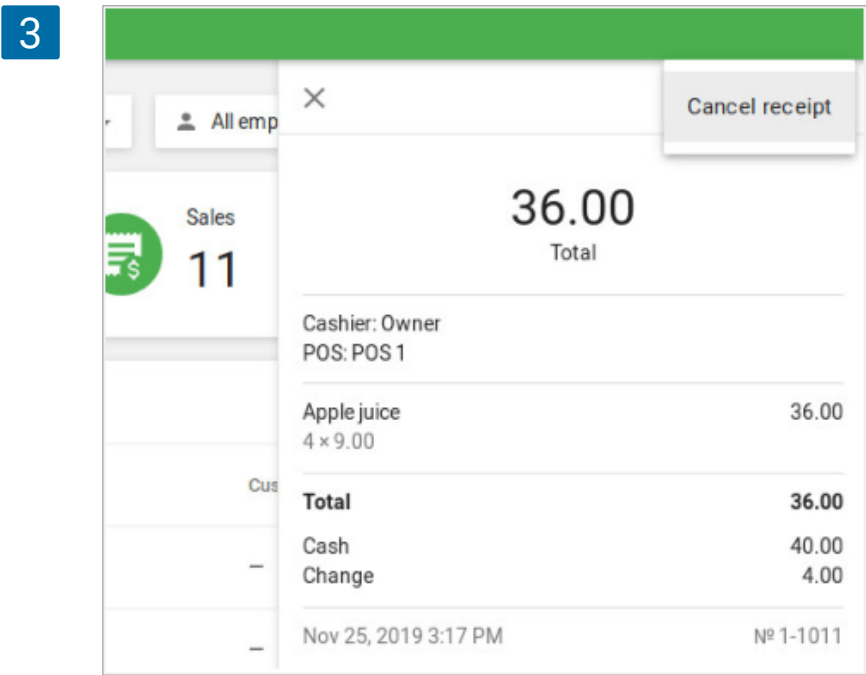 3
Cancel receipt
All emp
Sales
11
Cus
–
–
36.00
Total
Cashier: Owner
POS: POS 1
Apple juice 36.00
4 × 9.00
Total 36.00
Cash 40.00
Change 4.00
Nov 25, 2019 3:17 PM № 1-1011